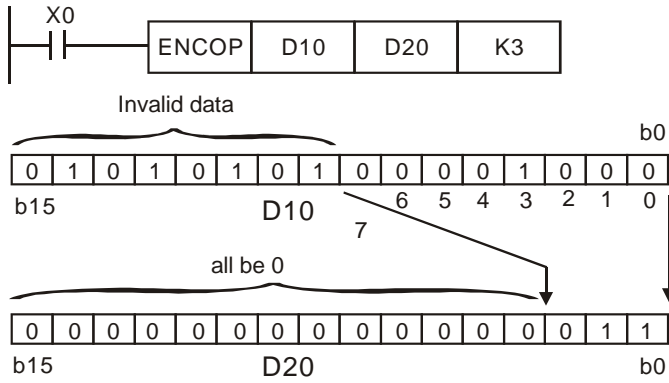 X0
ENCOP D10 D20 K3
Invalid data
b0
0 1 0 1 0 1 0 1 0 0 0 0 1 0 0 0
b15 D10 7 6 5 4 3 2 1 0
all be 0
0 0 0 0 0 0 0 0 0 0 0 0 0 0 1 1
b15 D20 b0